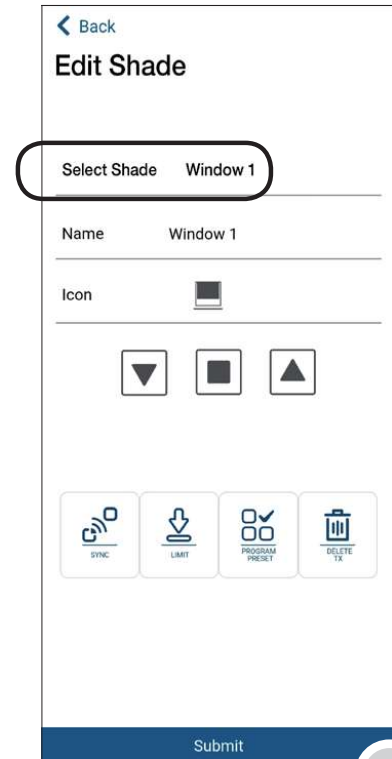 Back
Edit Shade
Select Shade Window 1
Name Window 1
Icon
SYNC
LIMIT
PROGRAM
PRESET
DELETE
TX
Submit